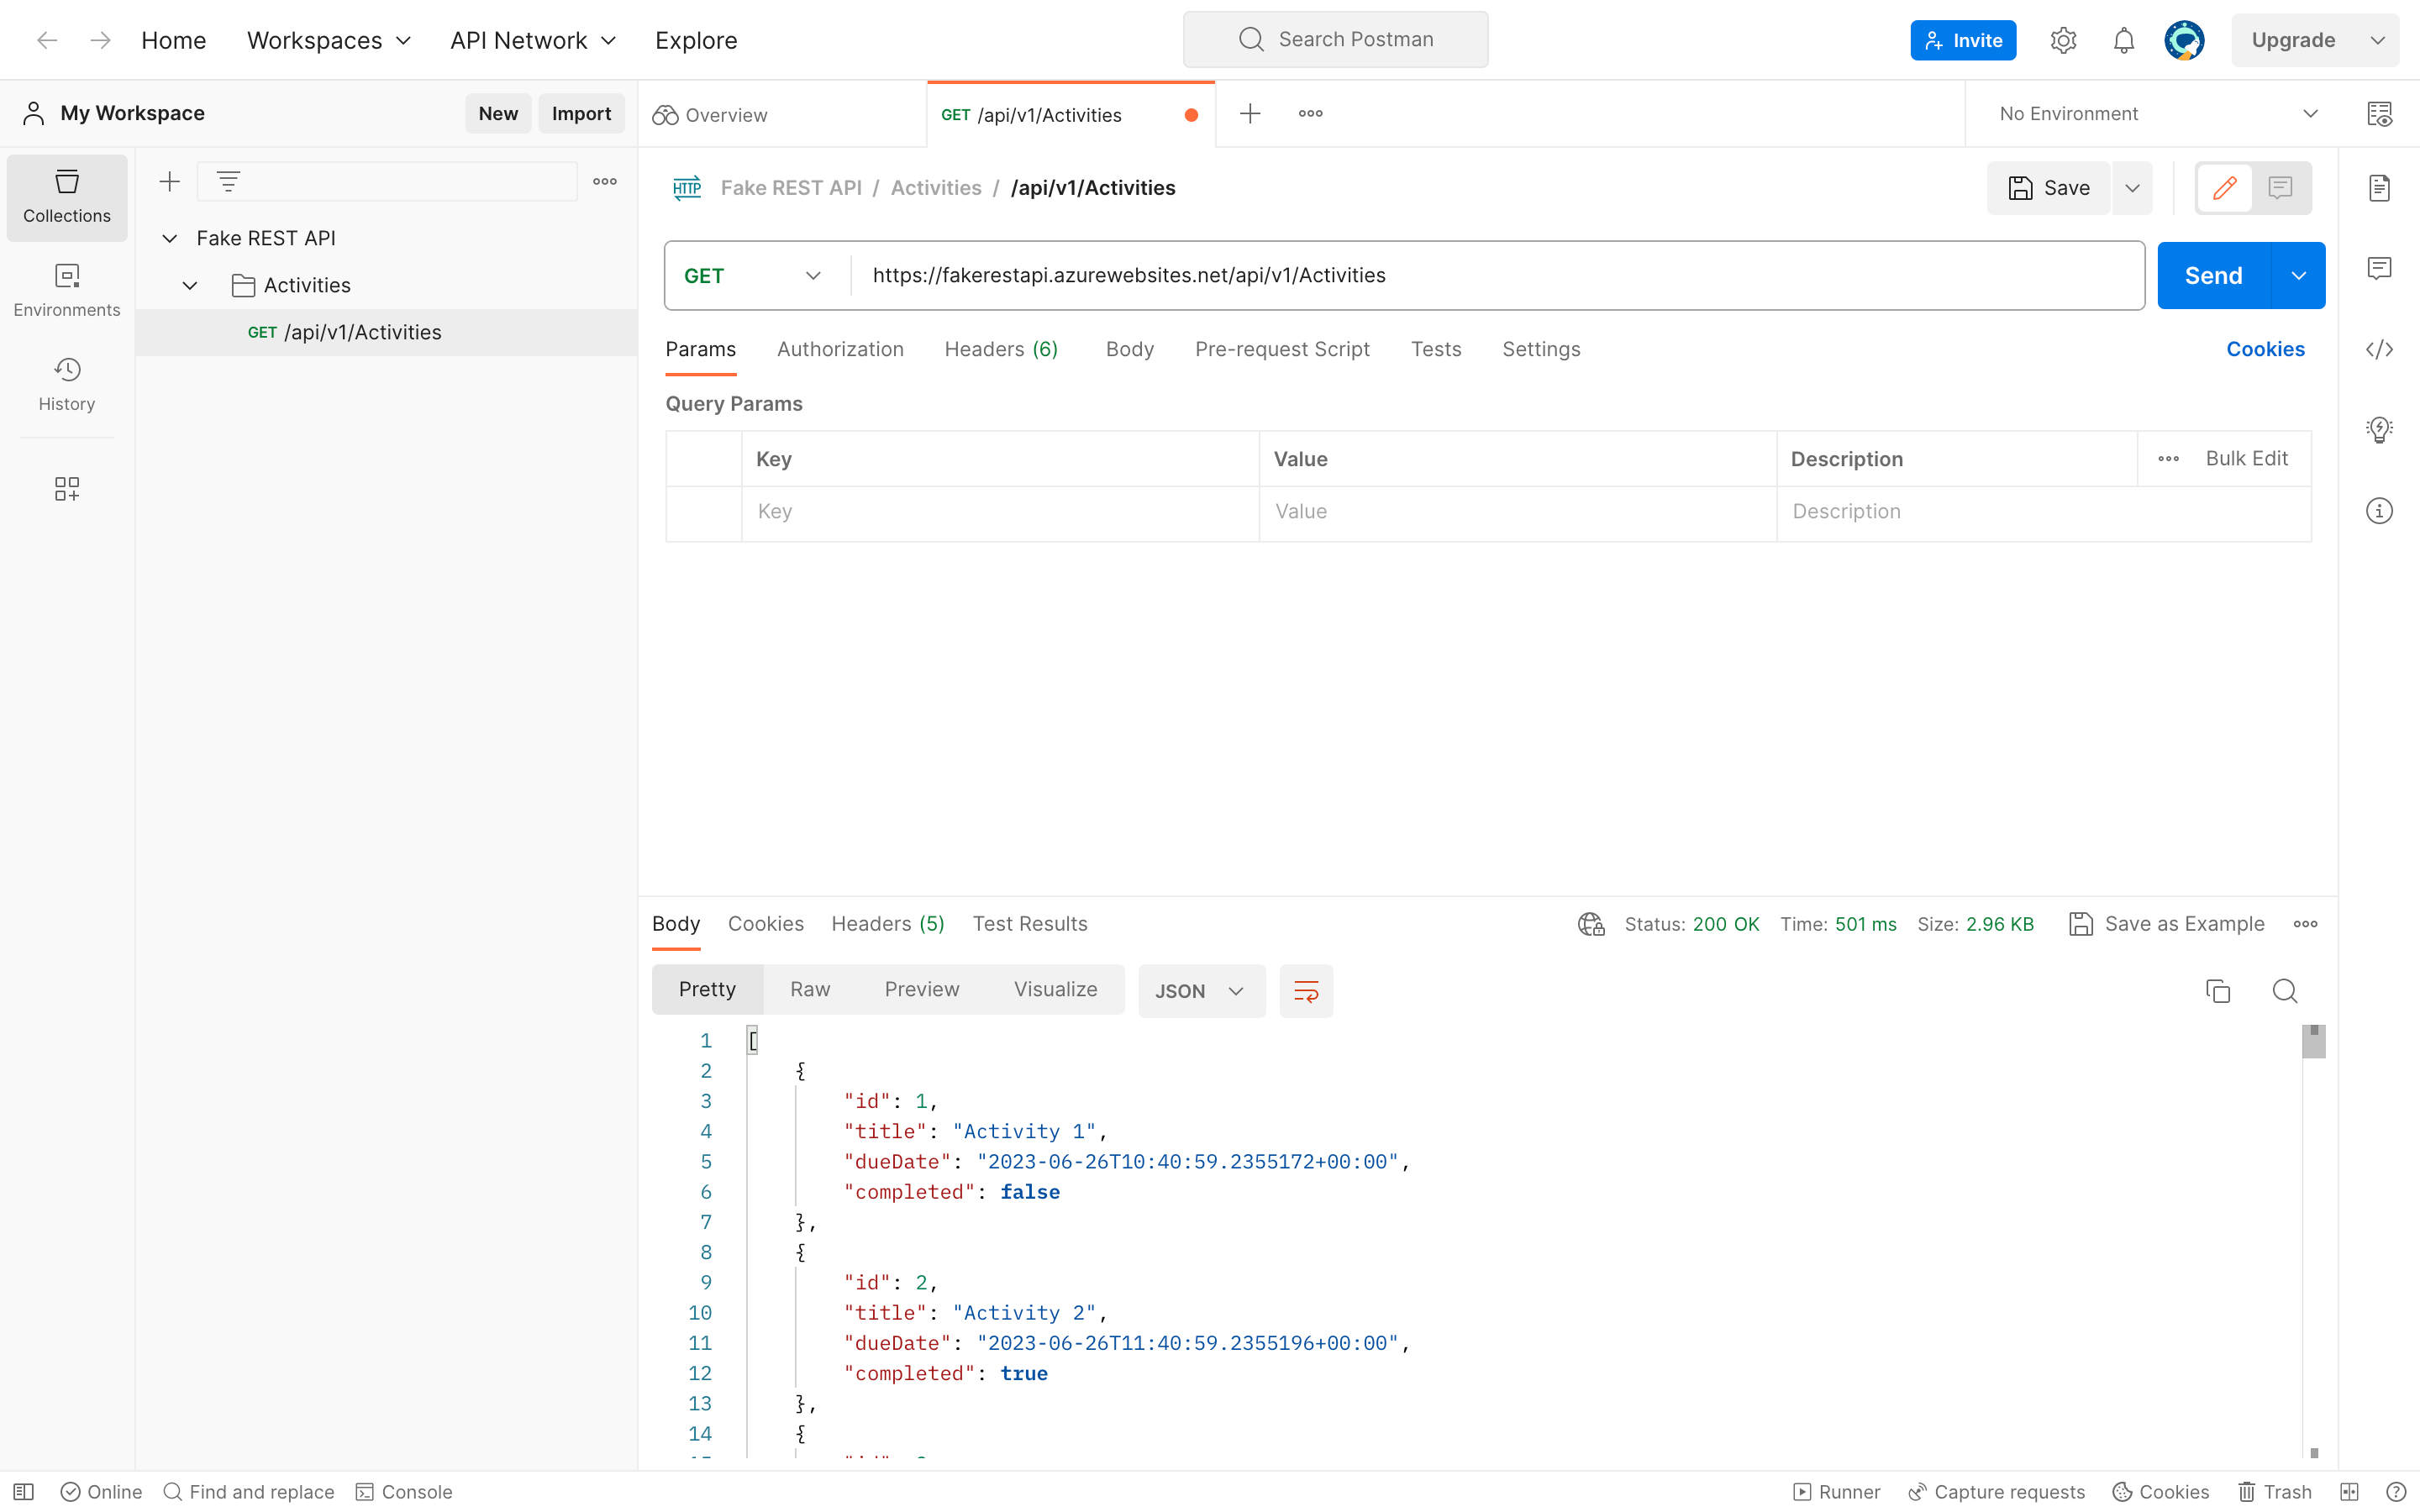 Home Workspaces API Network Explore Search Postman Invite Upgrade
My Workspace New Import Overview GET /api/v1/Activities No Environment
Collections
Environments
History
Fake REST API
Activities
GET /api/v1/Activities
HTTP Fake REST API / Activities / /api/v1/Activities Save
GET https://fakerestapi.azurewebsites.net/api/v1/Activities Send
Params Authorization Headers (6) Body Pre-request Script Tests Settings Cookies
Query Params
Key Value Description Bulk Edit
Key Value Description
Body Cookies Headers (5) Test Results Status: 200 OK Time: 501 ms Size: 2.96 KB Save as Example
Pretty Raw Preview Visualize JSON
1 [
2 {
3 "id": 1,
4 "title": "Activity 1",
5 "dueDate": "2023-06-26T10:40:59.2355172+00:00",
6 "completed": false
7 },
8 {
9 "id": 2,
10 "title": "Activity 2",
11 "dueDate": "2023-06-26T11:40:59.2355196+00:00",
12 "completed": true
13 },
14 {
Online Find and replace Console Runner Capture requests Cookies Trash